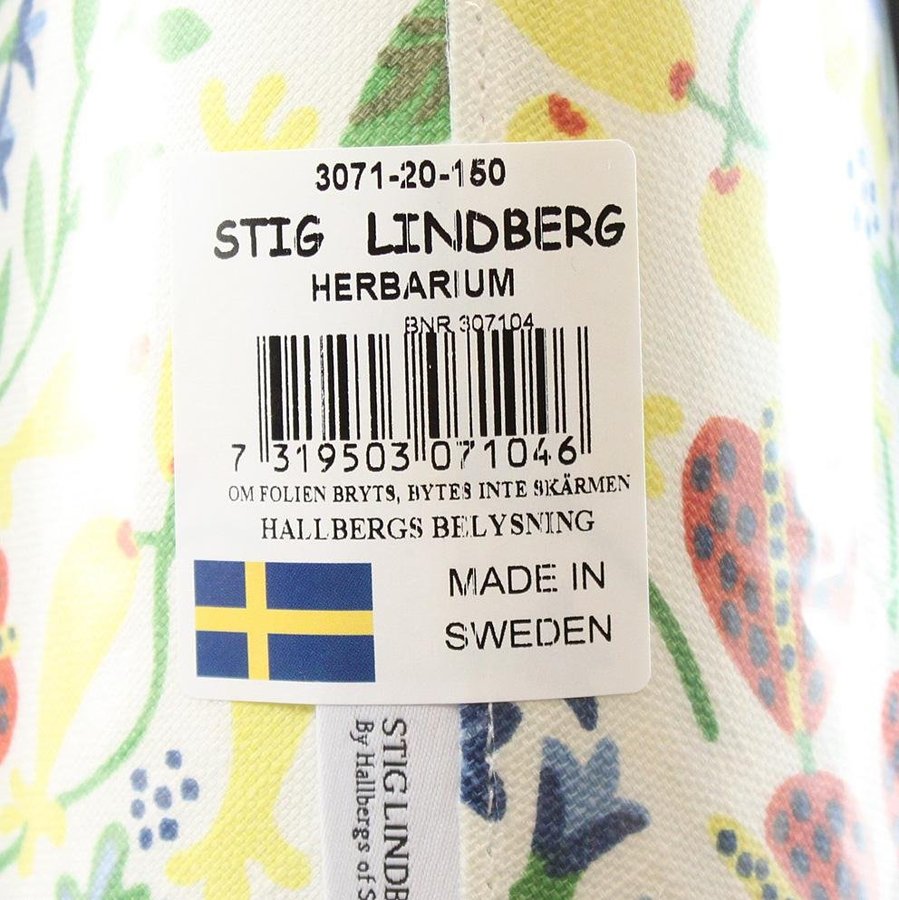 3071-20-150
STIG LINDBERG
HERBARIUM
BNR 307104
7 319503 071046
OM FOLIEN BRYTS, BYTES INTE SKÄRMEN
HALLBERGS BELYSNING
MADE IN
SWEDEN
STIG LINDB
By Hallbergs of S